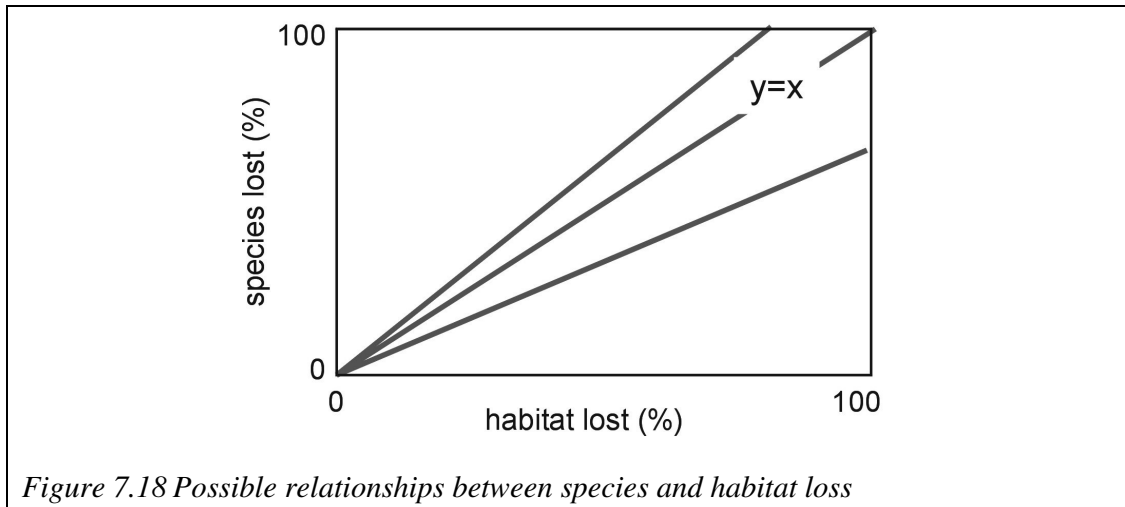 100
species lost (%)
y=x
0
0
100
habitat lost (%)
Figure 7.18 Possible relationships between species and habitat loss